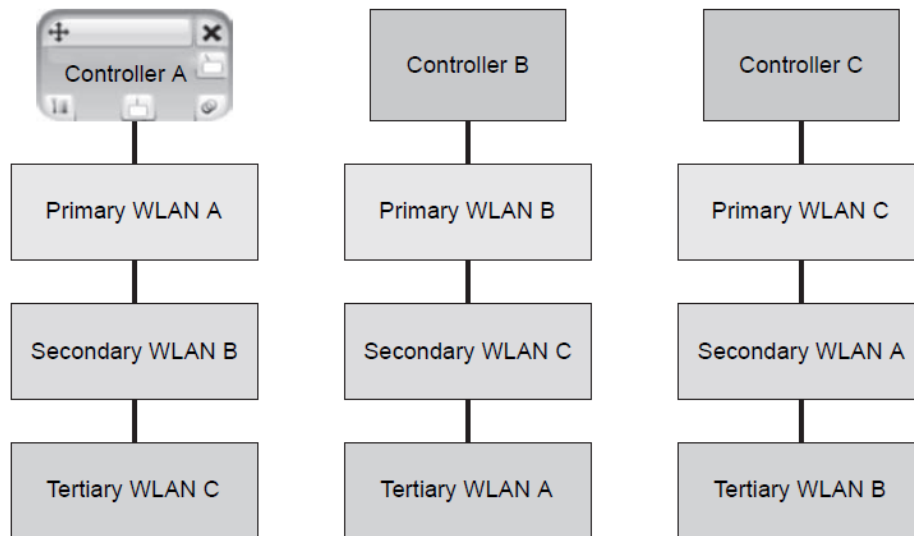 Controller A
Controller B
Controller C
Primary WLAN A
Primary WLAN B
Primary WLAN C
Secondary WLAN B
Secondary WLAN C
Secondary WLAN A
Tertiary WLAN C
Tertiary WLAN A
Tertiary WLAN B